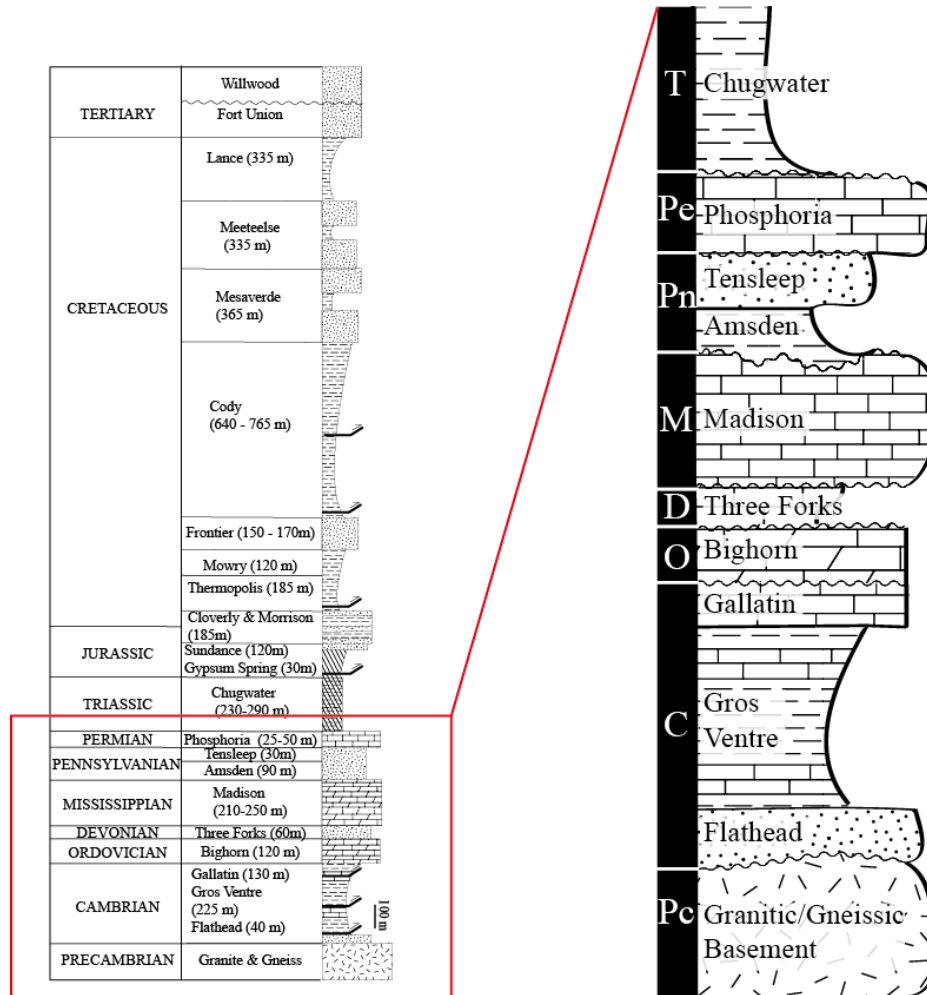 Willwood
TERTIARY
Fort Union
Lance (335 m)
Meeteelse
(335 m)
Mesaverde
(365 m)
CRETACEOUS
Cody
(640 - 765 m)
Frontier (150 - 170m)
Mowry (120 m)
Thermopolis (185 m)
Cloverly & Morrison
(185m)
JURASSIC
Sundance (120m)
Gypsum Spring (30m)
TRIASSIC
Chugwater
(230-290 m)
PERMIAN
Phosphoria (25-50 m)
PENNSYLVANIAN
Tensleep (30m)
Amsden (90 m)
MISSISSIPPIAN
Madison
(210-250 m)
DEVONIAN
Three Forks (60m)
ORDOVICIAN
Bighorn (120 m)
CAMBRIAN
Gallatin (130 m)
Gros Ventre
(225 m)
Flathead (40 m)
100 m
PRECAMBRIAN
Granite & Gneiss
T
Chugwater
Pe
Phosphoria
Pn
Tensleep
Amsden
M
Madison
D
Three Forks
O
Bighorn
C
Gallatin
Gros
Ventre
Flathead
Pc
Granitic/Gneissic
Basement